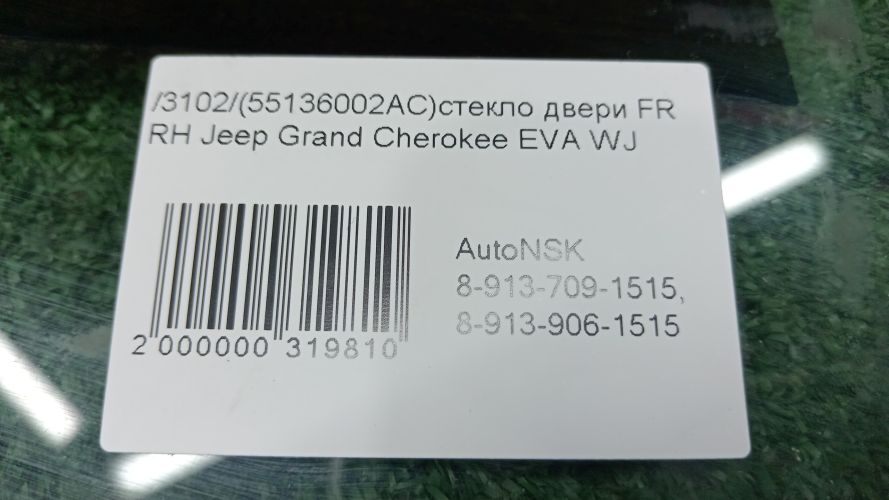 /3102/(55136002AC)стекло двери FR
RH Jeep Grand Cherokee EVA WJ
AutoNSK
8-913-709-1515,
8-913-906-1515
2 000000 319810